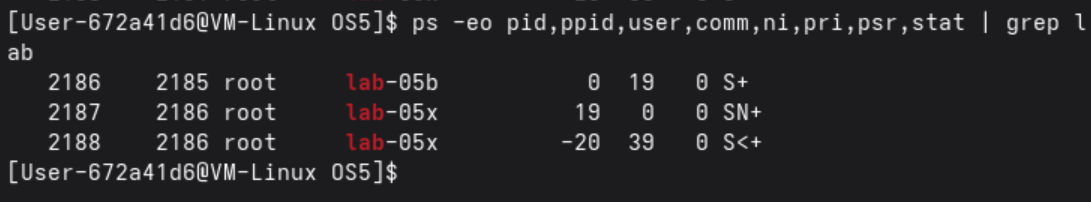 [User-672a41d6@VM-Linux OS5]$ ps -eo pid,ppid,user,comm,ni,pri,psr,stat | grep l
ab
   2186    2185 root     lab-05b           0  19   0 S+
   2187    2186 root     lab-05x          19   0   0 SN+
   2188    2186 root     lab-05x         -20  39   0 S<+
[User-672a41d6@VM-Linux OS5]$